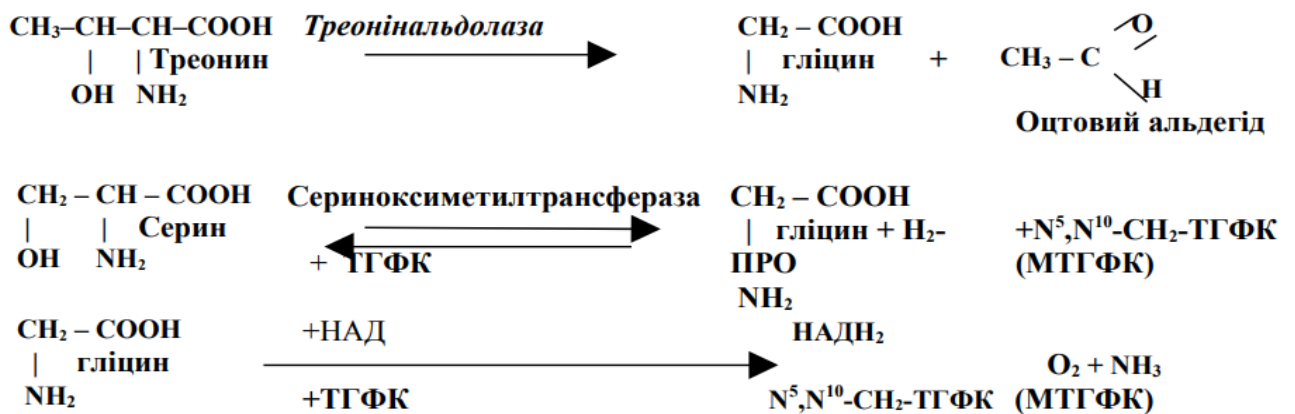 CH₃–CH–CH–COOH Треонінальдолаза CH₂ – COOH O
| | Треонин | гліцин + CH₃ – C
OH NH₂ NH₂ H
Оцтовий альдегід
CH₂ – CH – COOH Сериноксиметилтрансфераза CH₂ – COOH
| | Серин | гліцин + H₂- +N⁵,N¹⁰-CH₂-ТГФК
OH NH₂ + ТГФК ПРО (МТГФК)
NH₂
CH₂ – COOH +НАД НАДН₂
| гліцин O₂ + NH₃
NH₂ +ТГФК N⁵,N¹⁰-CH₂-ТГФК (МТГФК)